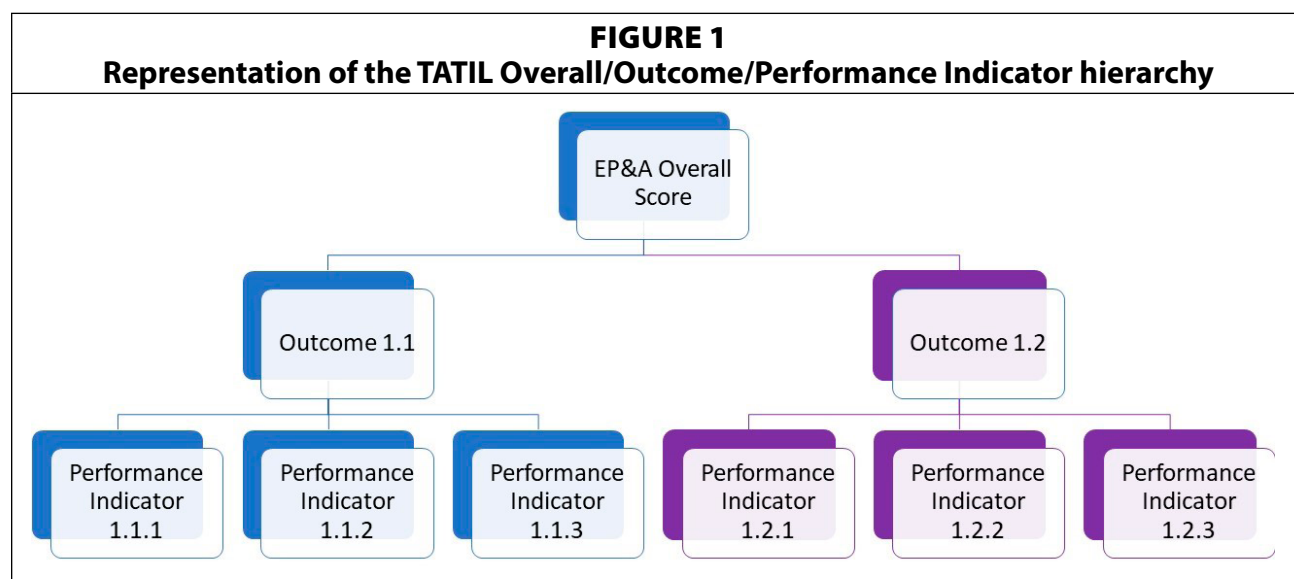 FIGURE 1
Representation of the TATIL Overall/Outcome/Performance Indicator hierarchy
EP&A Overall
Score
Outcome 1.1
Outcome 1.2
Performance
Indicator
1.1.1
Performance
Indicator
1.1.2
Performance
Indicator
1.1.3
Performance
Indicator
1.2.1
Performance
Indicator
1.2.2
Performance
Indicator
1.2.3